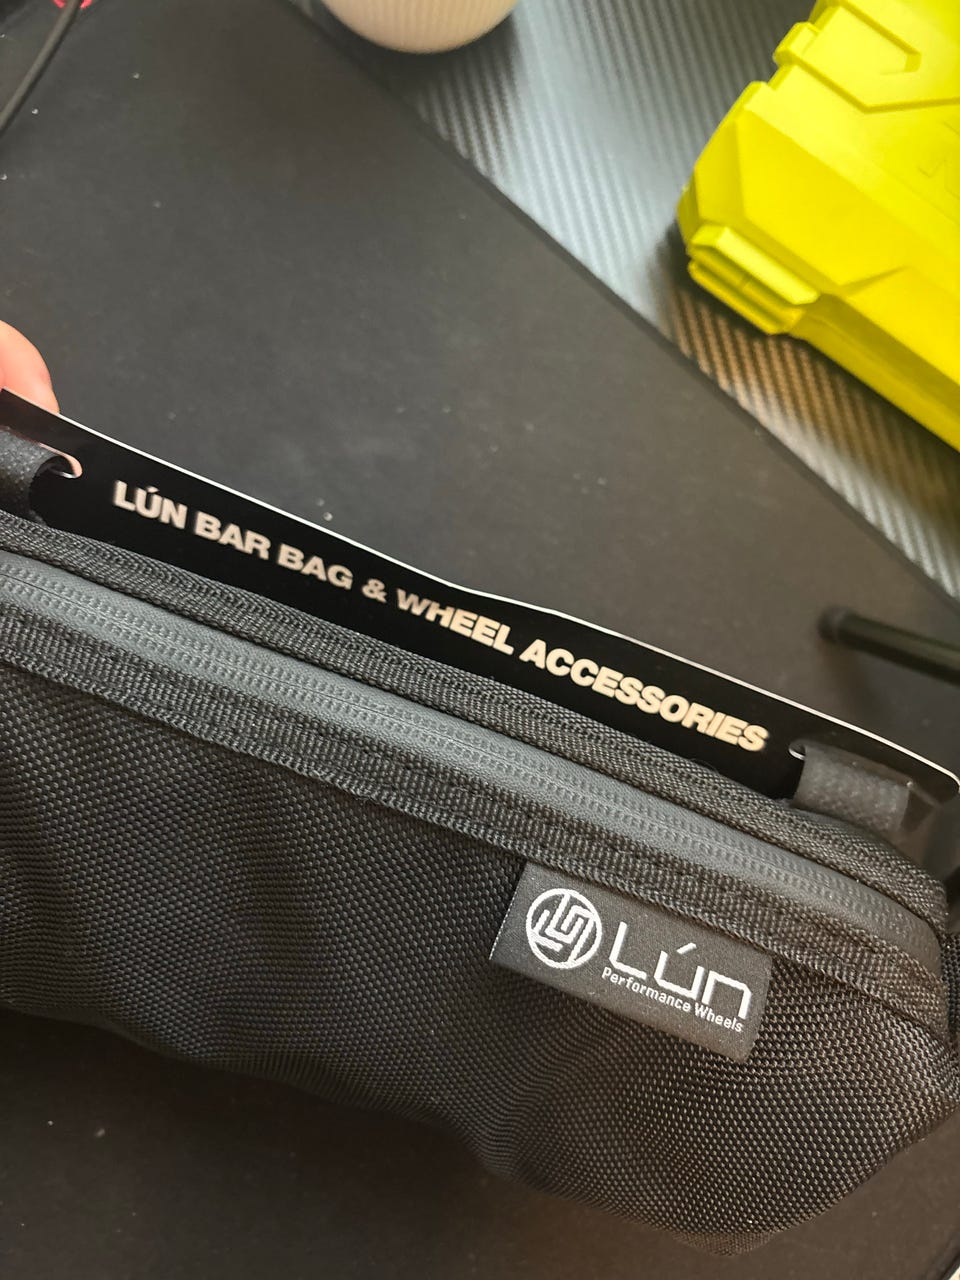 LÚN BAR BAG & WHEEL ACCESSORIES
Lún
Performance Wheels